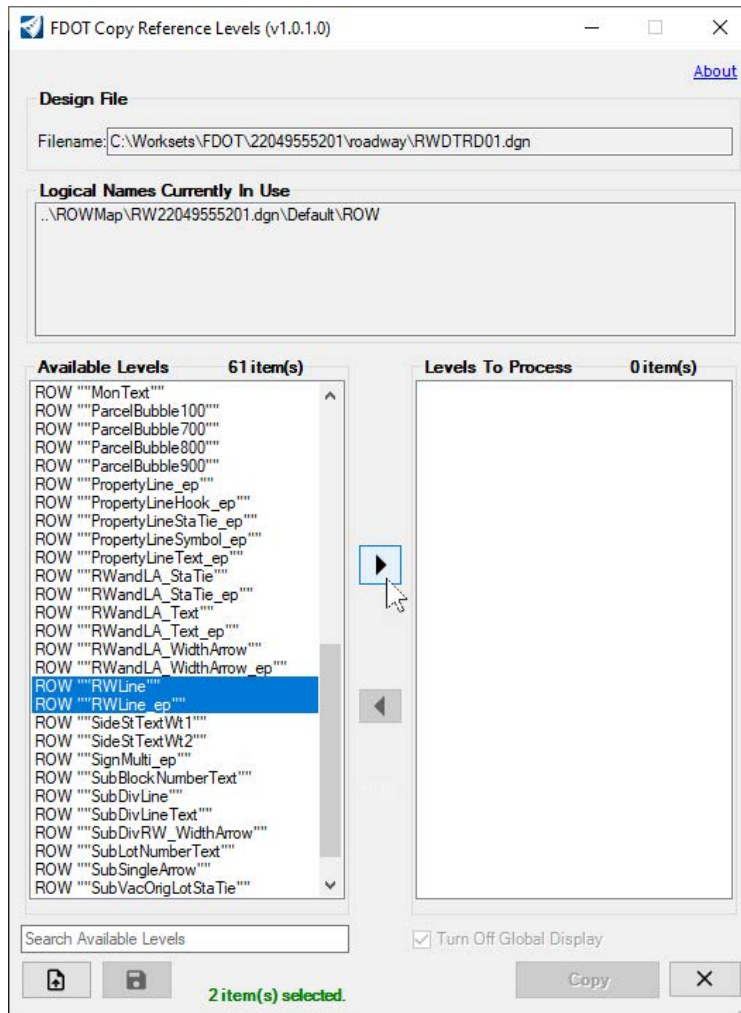 FDOT Copy Reference Levels (v1.0.1.0)
About
Design File
Filename: C:\Worksets\FDOT\22049555201\roadway\RWDTRD01.dgn
Logical Names Currently In Use
..\ROWMap\RW22049555201.dgn\Default\ROW
Available Levels 61 item(s)
ROW ""MonText""
ROW ""ParcelBubble100""
ROW ""ParcelBubble700""
ROW ""ParcelBubble800""
ROW ""ParcelBubble900""
ROW ""PropertyLine_ep""
ROW ""PropertyLineHook_ep""
ROW ""PropertyLineStaTie_ep""
ROW ""PropertyLineSymbol_ep""
ROW ""PropertyLineText_ep""
ROW ""RWandLA_StaTie""
ROW ""RWandLA_StaTie_ep""
ROW ""RWandLA_Text""
ROW ""RWandLA_Text_ep""
ROW ""RWandLA_WidthArrow""
ROW ""RWandLA_WidthArrow_ep""
ROW ""RWLine""
ROW ""RWLine_ep""
ROW ""SideStTextWt1""
ROW ""SideStTextWt2""
ROW ""SignMulti_ep""
ROW ""SubBlockNumberText""
ROW ""SubDivLine""
ROW ""SubDivLineText""
ROW ""SubDivRW_WidthArrow""
ROW ""SubLotNumberText""
ROW ""SubSingleArrow""
ROW ""SubVacOrigLotStaTie""
Levels To Process 0 item(s)
Search Available Levels
Turn Off Global Display
2 item(s) selected.
Copy